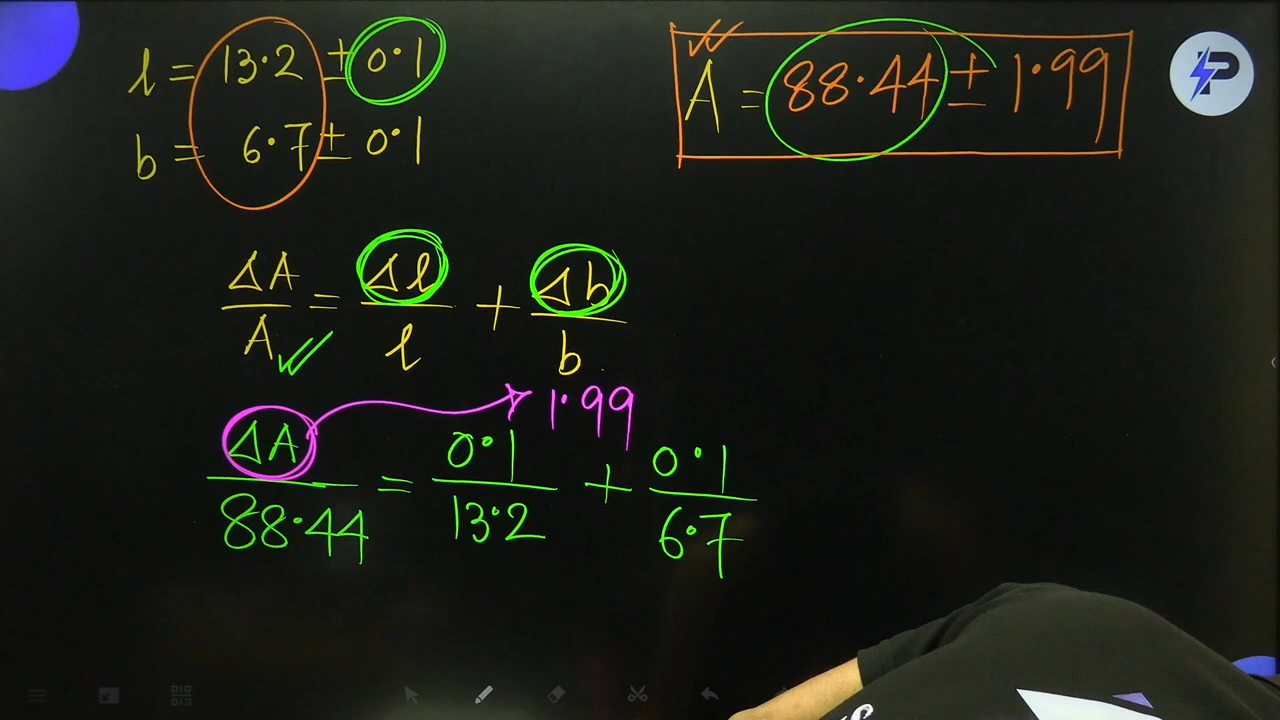 l = 13.2 ± 0.1
b = 6.7 ± 0.1
A = 88.44 ± 1.99
ΔA/A = Δl/l + Δb/b
1.99
ΔA/88.44 = 0.1/13.2 + 0.1/6.7